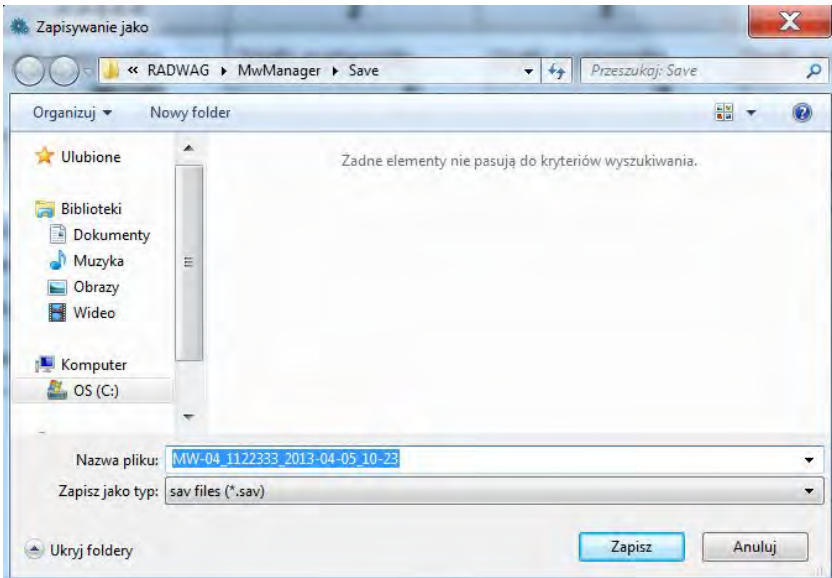 Zapisywanie jako
« RADWAG ▸ MwManager ▸ Save
Przeszukaj: Save
Organizuj
Nowy folder
Ulubione
Żadne elementy nie pasują do kryteriów wyszukiwania.
Biblioteki
Dokumenty
Muzyka
Obrazy
Wideo
Komputer
OS (C:)
Nazwa pliku: MW-04_1122333_2013-04-05_10-23
Zapisz jako typ: sav files (*.sav)
Ukryj foldery
Zapisz
Anuluj